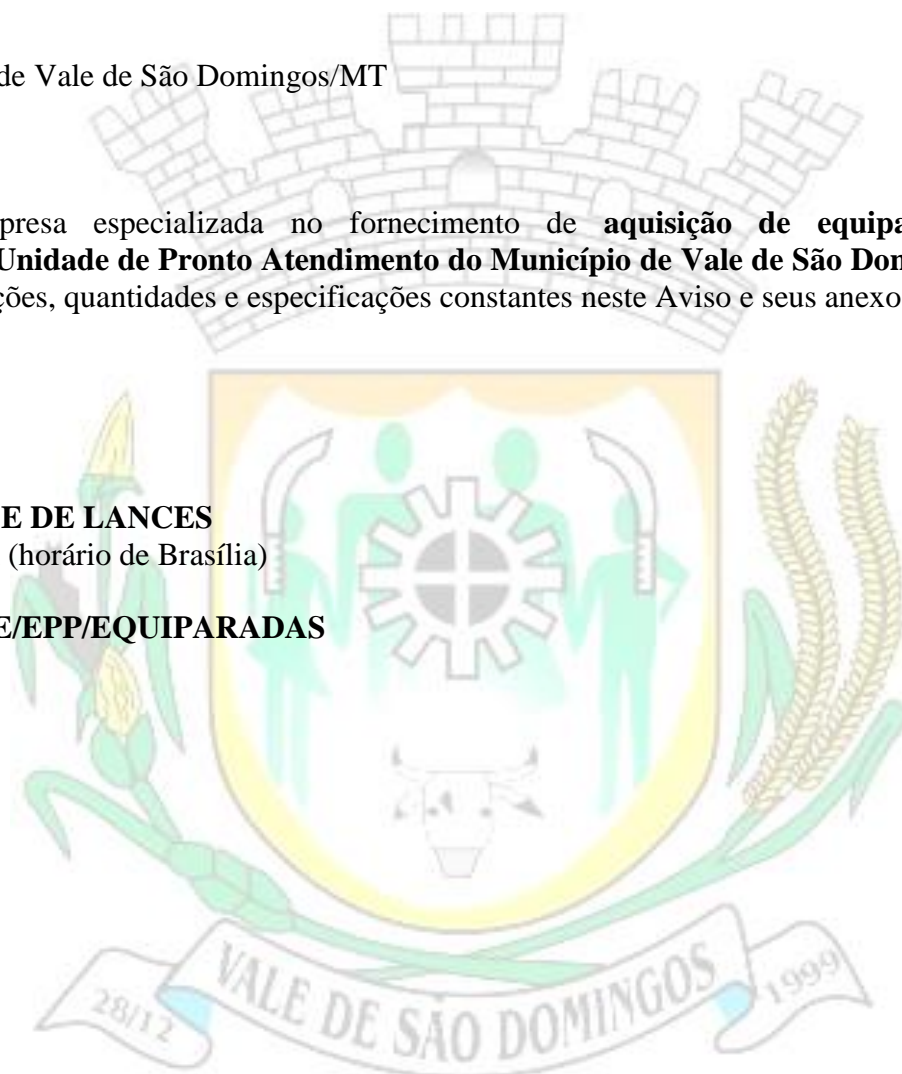 de Vale de São Domingos/MT
presa especializada no fornecimento de aquisição de equipa
Unidade de Pronto Atendimento do Município de Vale de São Don
ções, quantidades e especificações constantes neste Aviso e seus anexo
E DE LANCES
(horário de Brasília)
E/EPP/EQUIPARADAS
28/12
VALE DE SÃO DOMINGOS
1999